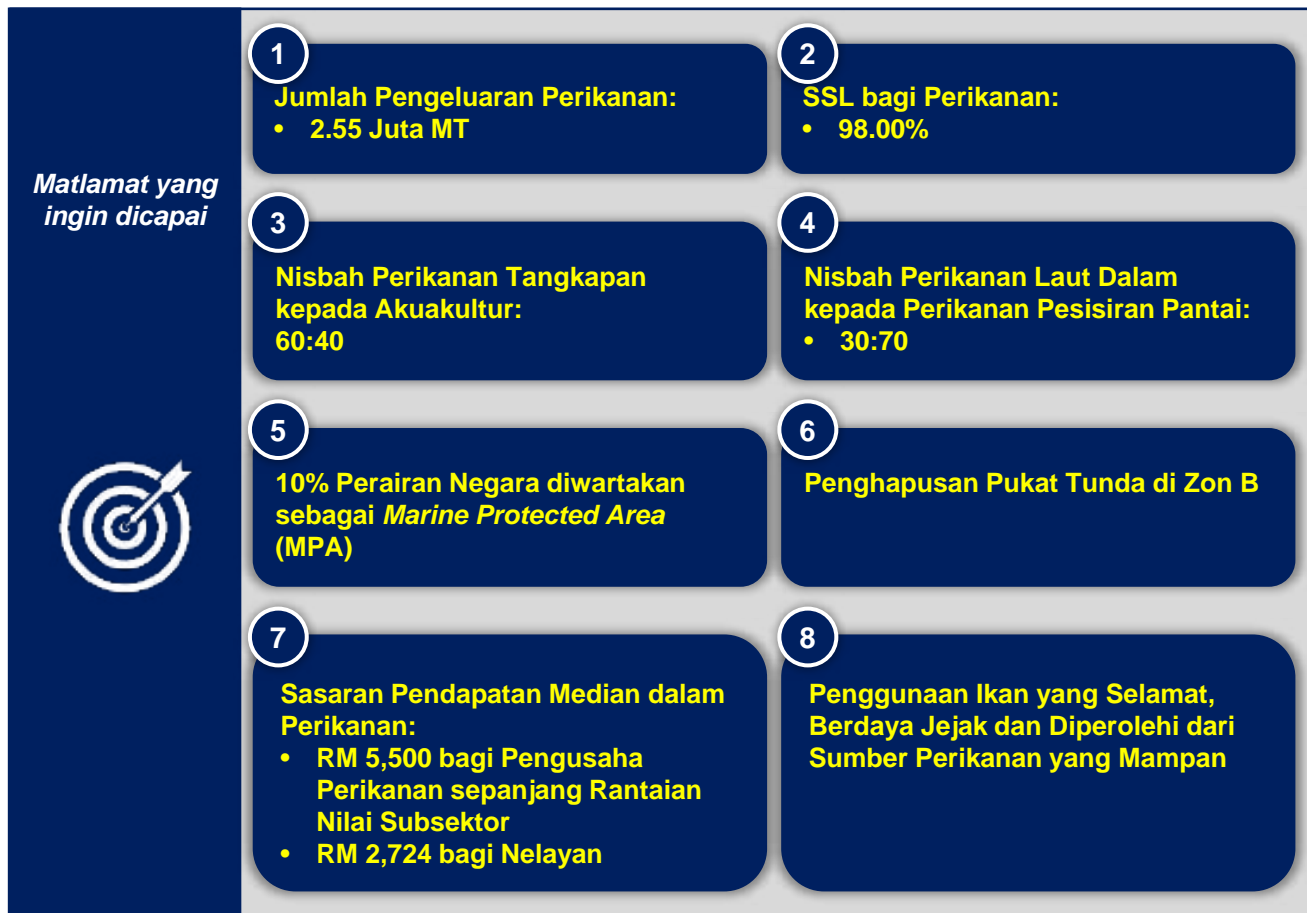 Matlamat yang
ingin dicapai
1
Jumlah Pengeluaran Perikanan:
• 2.55 Juta MT
2
SSL bagi Perikanan:
• 98.00%
3
Nisbah Perikanan Tangkapan
kepada Akuakultur:
60:40
4
Nisbah Perikanan Laut Dalam
kepada Perikanan Pesisiran Pantai:
• 30:70
5
10% Perairan Negara diwartakan
sebagai Marine Protected Area
(MPA)
6
Penghapusan Pukat Tunda di Zon B
7
Sasaran Pendapatan Median dalam
Perikanan:
• RM 5,500 bagi Pengusaha
Perikanan sepanjang Rantaian
Nilai Subsektor
• RM 2,724 bagi Nelayan
8
Penggunaan Ikan yang Selamat,
Berdaya Jejak dan Diperolehi dari
Sumber Perikanan yang Mampan